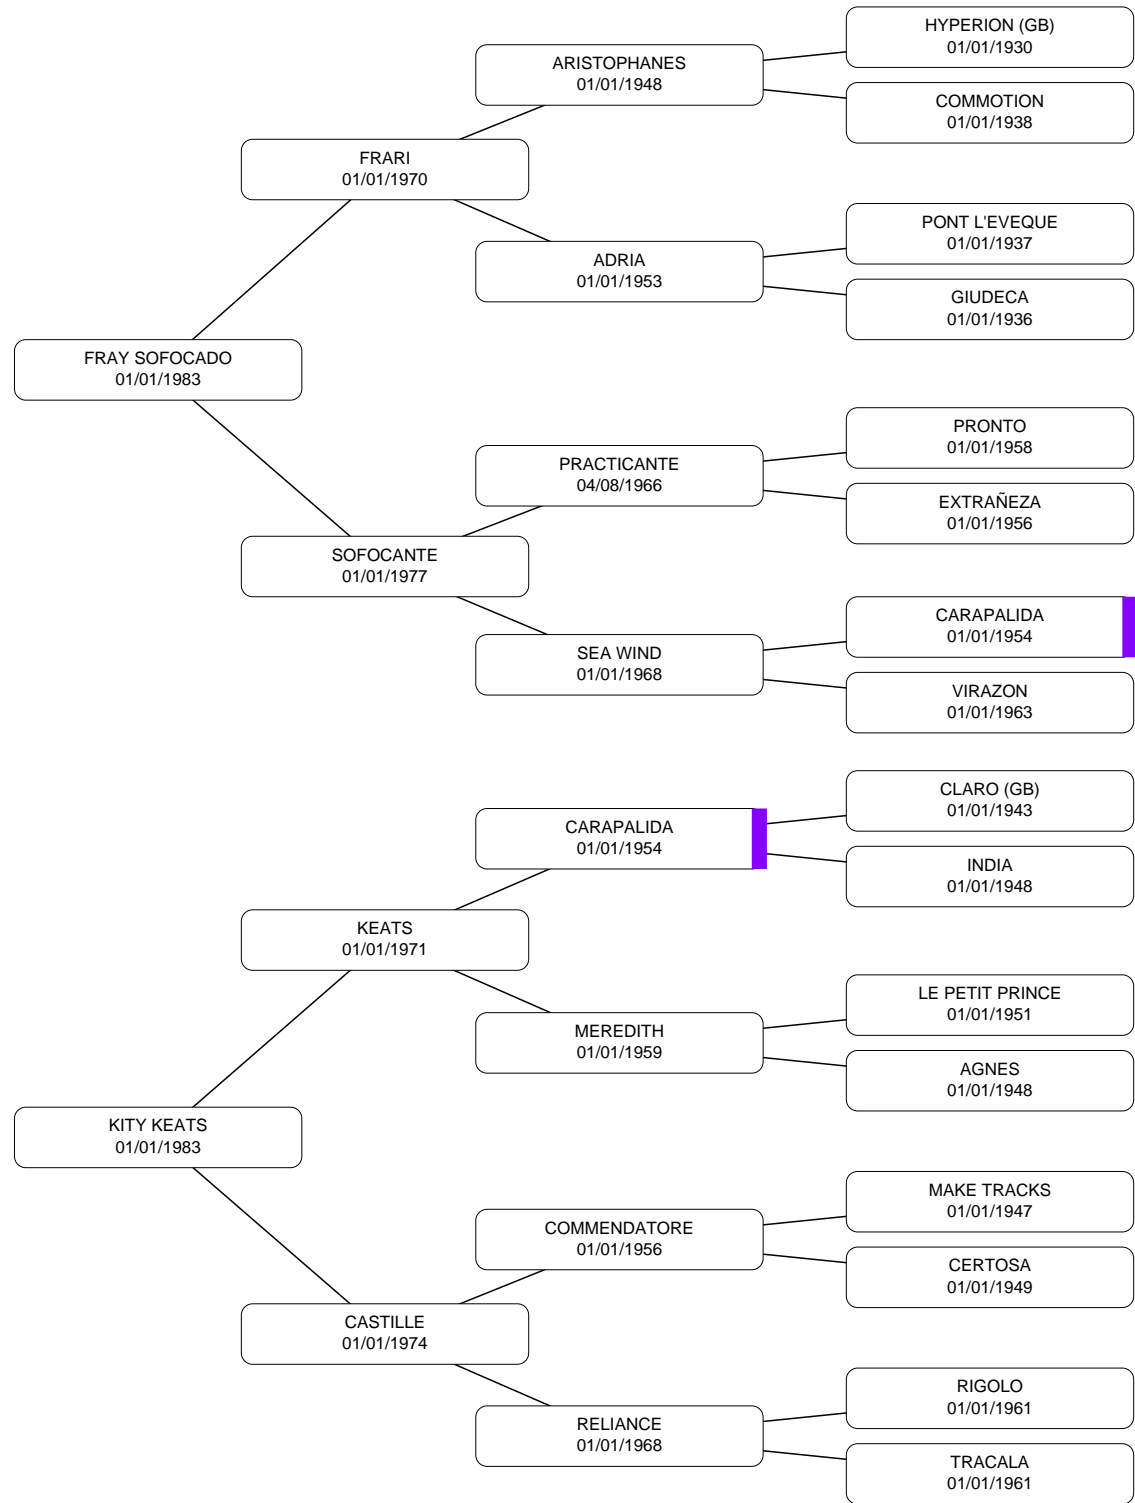 HYPERION (GB)
01/01/1930
ARISTOPHANES
01/01/1948
COMMOTION
01/01/1938
FRARI
01/01/1970
PONT L'EVEQUE
01/01/1937
ADRIA
01/01/1953
GIUDECA
01/01/1936
FRAY SOFOCADO
01/01/1983
PRONTO
01/01/1958
PRACTICANTE
04/08/1966
EXTRAÑEZA
01/01/1956
SOFOCANTE
01/01/1977
CARAPALIDA
01/01/1954
SEA WIND
01/01/1968
VIRAZON
01/01/1963
CLARO (GB)
01/01/1943
CARAPALIDA
01/01/1954
INDIA
01/01/1948
KEATS
01/01/1971
LE PETIT PRINCE
01/01/1951
MEREDITH
01/01/1959
AGNES
01/01/1948
KITY KEATS
01/01/1983
MAKE TRACKS
01/01/1947
COMMENDATORE
01/01/1956
CERTOSA
01/01/1949
CASTILLE
01/01/1974
RIGOLO
01/01/1961
RELIANCE
01/01/1968
TRACALA
01/01/1961